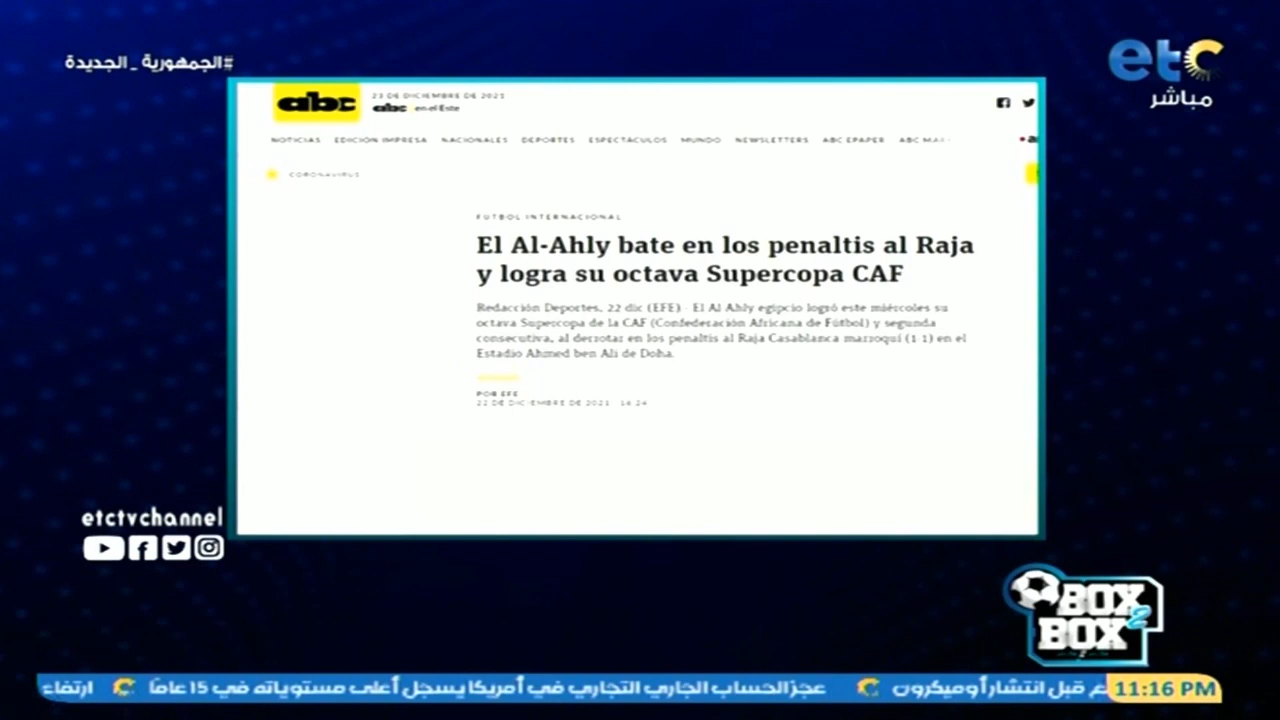 #الجمهورية_الجديدة
etc
مباشر
abc
23 DE DICIEMBRE DE 2021
abc en el Este
NOTICIAS EDICIÓN IMPRESA NACIONALES DEPORTES ESPECTÁCULOS MUNDO NEWSLETTERS ABC EPAPER ABC
CORONAVIRUS
FÚTBOL INTERNACIONAL
El Al-Ahly bate en los penaltis al Raja
y logra su octava Supercopa CAF
Redacción Deportes, 22 dic (EFE).- El Al Ahly egipcio logró este miércoles su
octava Supercopa de la CAF (Confederación Africana de Fútbol) y segunda
consecutiva, al derrotar en los penaltis al Raja Casablanca marroquí (1-1) en el
Estadio Ahmed ben Ali de Doha.
POR EFE
22 DE DICIEMBRE DE 2021 - 16:24
etctvchannel
BOX 2
BOX
قبل انتشار أوميكرون عجز الحساب الجاري التجاري في أمريكا يسجل أعلى مستوياته في 15 عاماً ارتفاع
11:16 PM